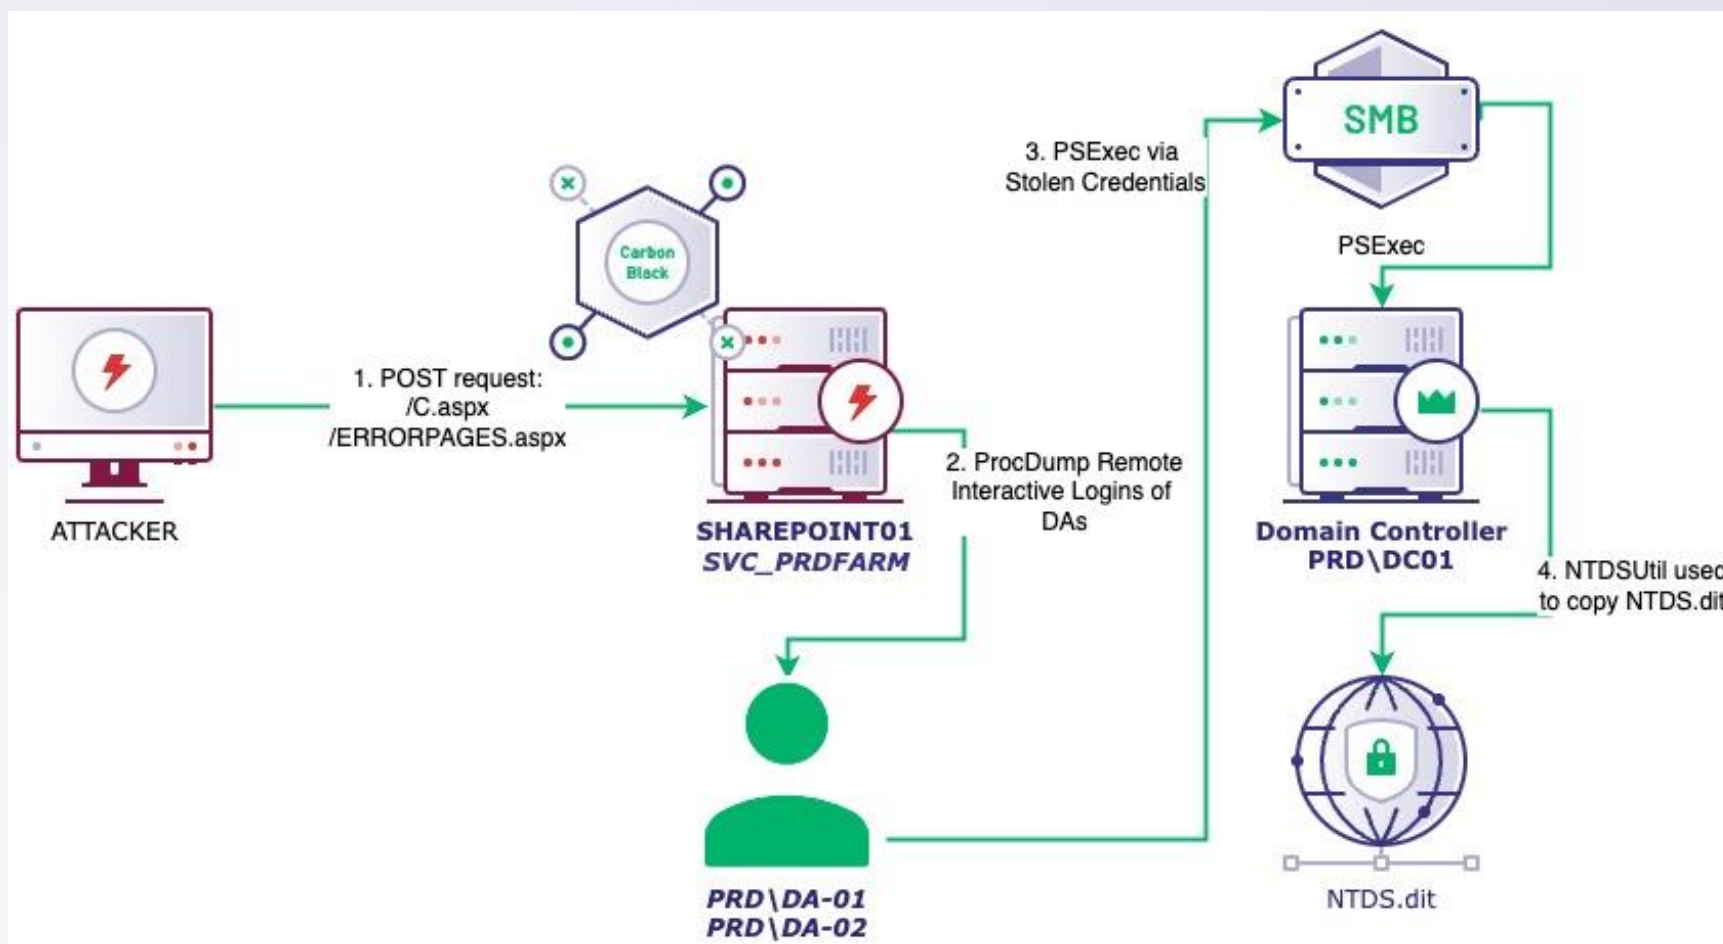 ATTACKER
1. POST request:
/C.aspx
/ERRORPAGES.aspx
Carbon
Black
SHAREPOINT01
SVC_PRDFARM
2. ProcDump Remote
Interactive Logins of
DAs
PRD\DA-01
PRD\DA-02
3. PSExec via
Stolen Credentials
SMB
PSExec
Domain Controller
PRD\DC01
4. NTDSUtil used
to copy NTDS.dit
NTDS.dit